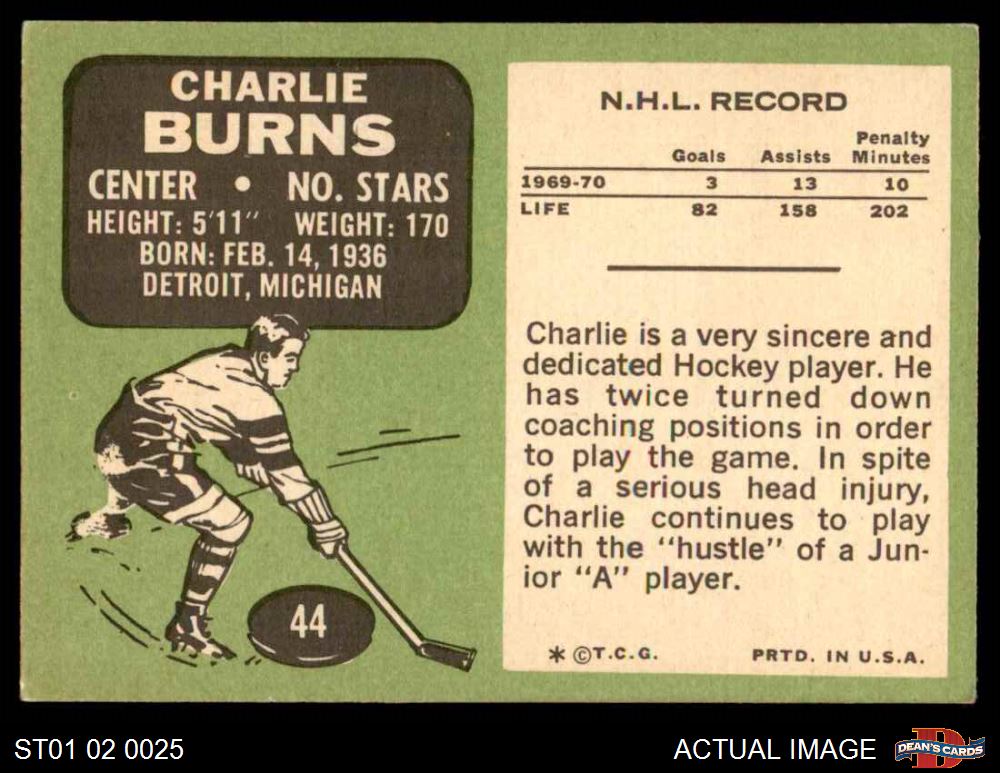 CHARLIE
BURNS
CENTER • NO. STARS
HEIGHT: 5'11" WEIGHT: 170
BORN: FEB. 14, 1936
DETROIT, MICHIGAN
44
N.H.L. RECORD
Goals Assists Penalty Minutes
1969-70 3 13 10
LIFE 82 158 202
Charlie is a very sincere and
dedicated Hockey player. He
has twice turned down
coaching positions in order
to play the game. In spite
of a serious head injury,
Charlie continues to play
with the "hustle" of a Jun-
ior "A" player.
* ©T.C.G. PRTD. IN U.S.A.
ST01 02 0025
ACTUAL IMAGE
D
DEAN'S CARDS